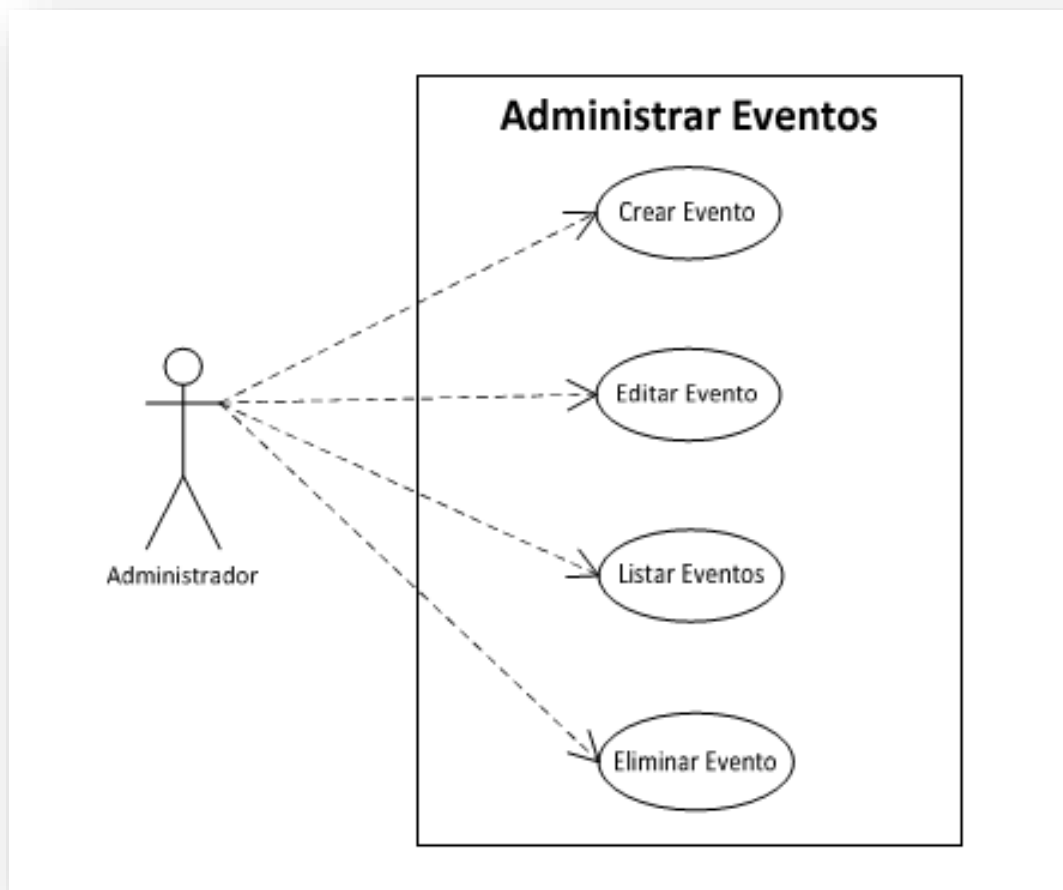 Administrar Eventos
Crear Evento
Editar Evento
Listar Eventos
Administrador
Eliminar Evento